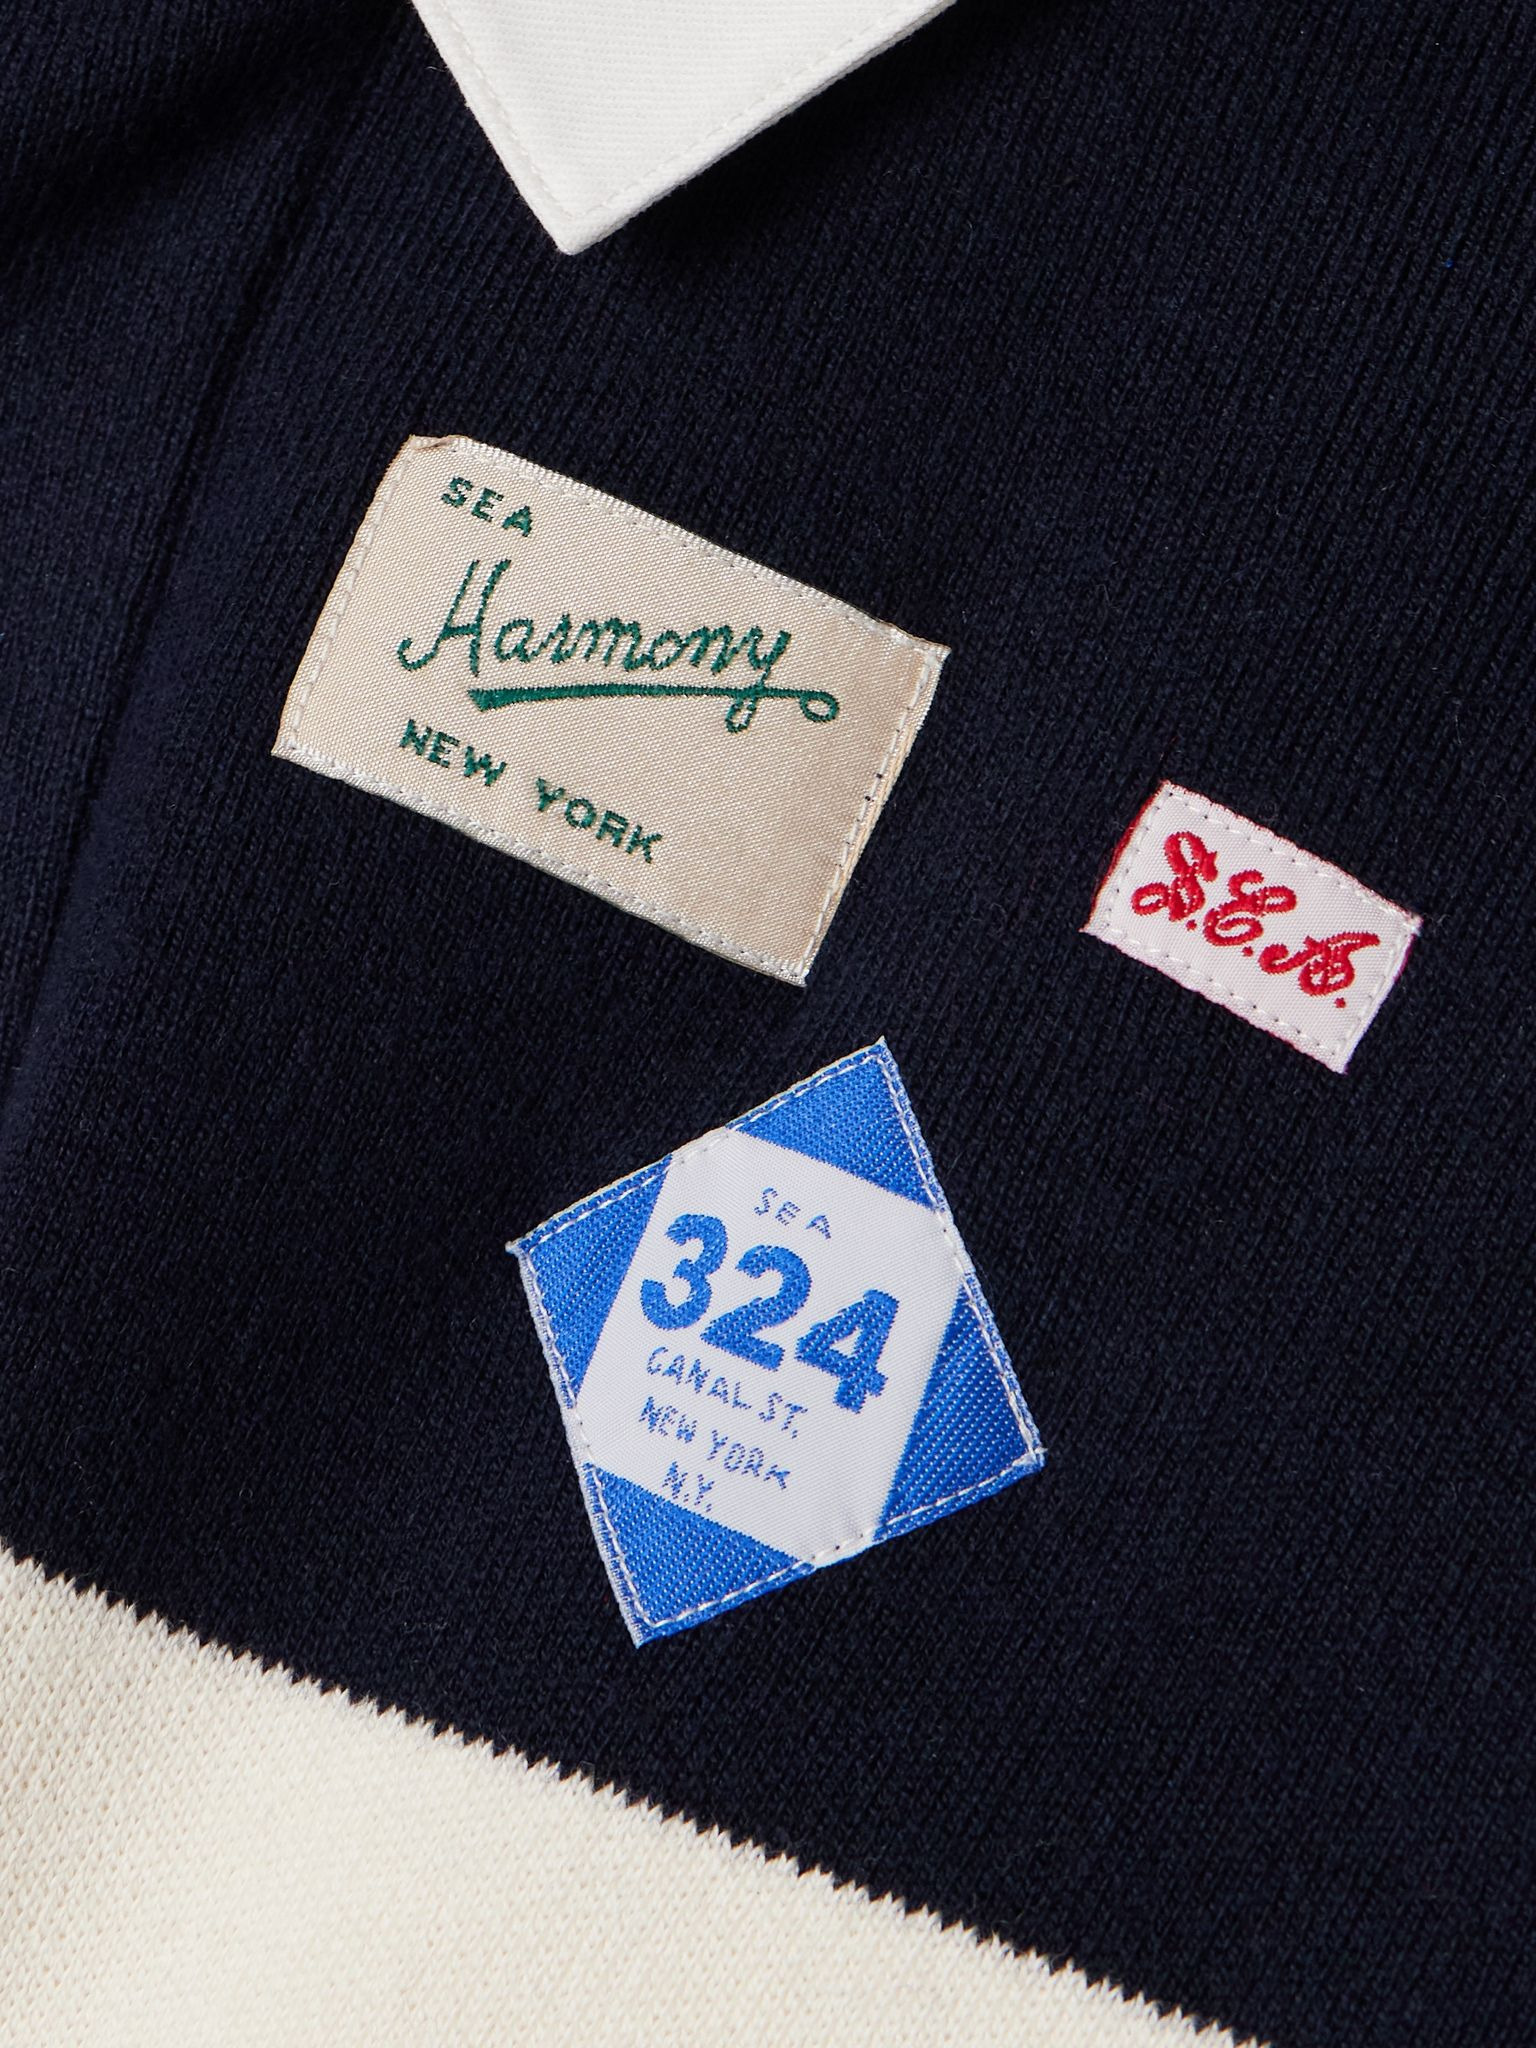 SEA
Harmony
NEW YORK
S.E.A.
SEA
324
CANAL ST.
NEW YORK
N.Y.